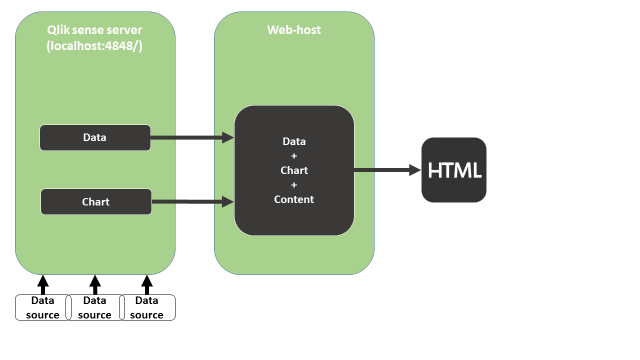 Qlik sense server
(localhost:4848/)
Web-host
Data
Chart
Data
+
Chart
+
Content
HTML
Data
source
Data
source
Data
source